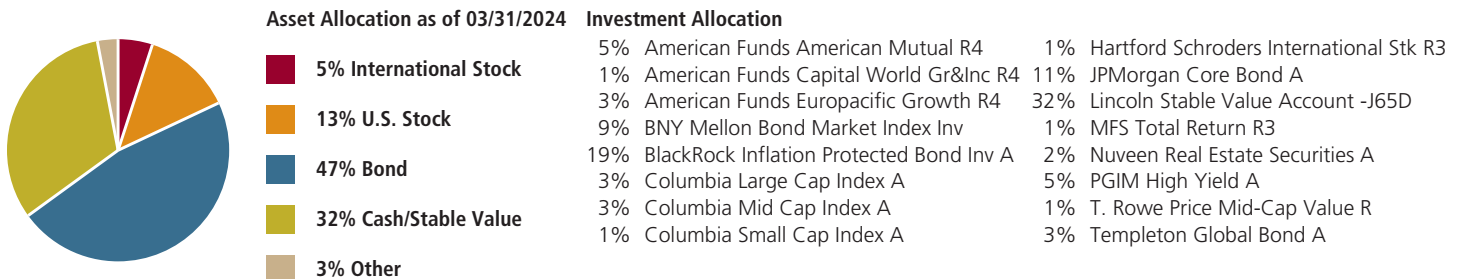 Asset Allocation as of 03/31/2024
5% International Stock
13% U.S. Stock
47% Bond
32% Cash/Stable Value
3% Other
Investment Allocation
5% American Funds American Mutual R4
1% American Funds Capital World Gr&Inc R4
3% American Funds Europacific Growth R4
9% BNY Mellon Bond Market Index Inv
19% BlackRock Inflation Protected Bond Inv A
3% Columbia Large Cap Index A
3% Columbia Mid Cap Index A
1% Columbia Small Cap Index A
1% Hartford Schroders International Stk R3
11% JPMorgan Core Bond A
32% Lincoln Stable Value Account -J65D
1% MFS Total Return R3
2% Nuveen Real Estate Securities A
5% PGIM High Yield A
1% T. Rowe Price Mid-Cap Value R
3% Templeton Global Bond A